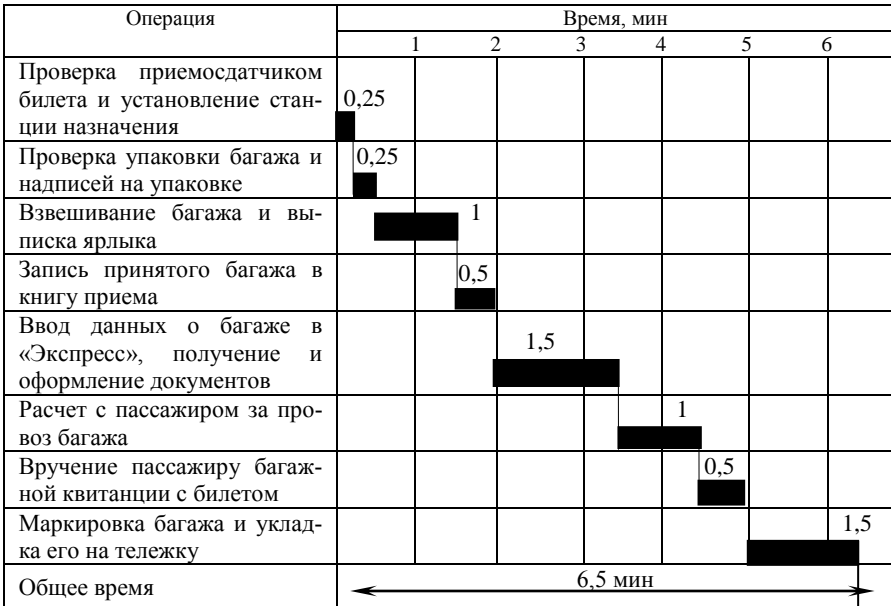 Операция
Время, мин
1 2 3 4 5 6
Проверка приемосдатчиком
билета и установление стан-
ции назначения
0,25
Проверка упаковки багажа и
надписей на упаковке
0,25
Взвешивание багажа и вы-
писка ярлыка
1
Запись принятого багажа в
книгу приема
0,5
Ввод данных о багаже в
«Экспресс», получение и
оформление документов
1,5
Расчет с пассажиром за про-
воз багажа
1
Вручение пассажиру багаж-
ной квитанции с билетом
0,5
Маркировка багажа и уклад-
ка его на тележку
1,5
Общее время
6,5 мин